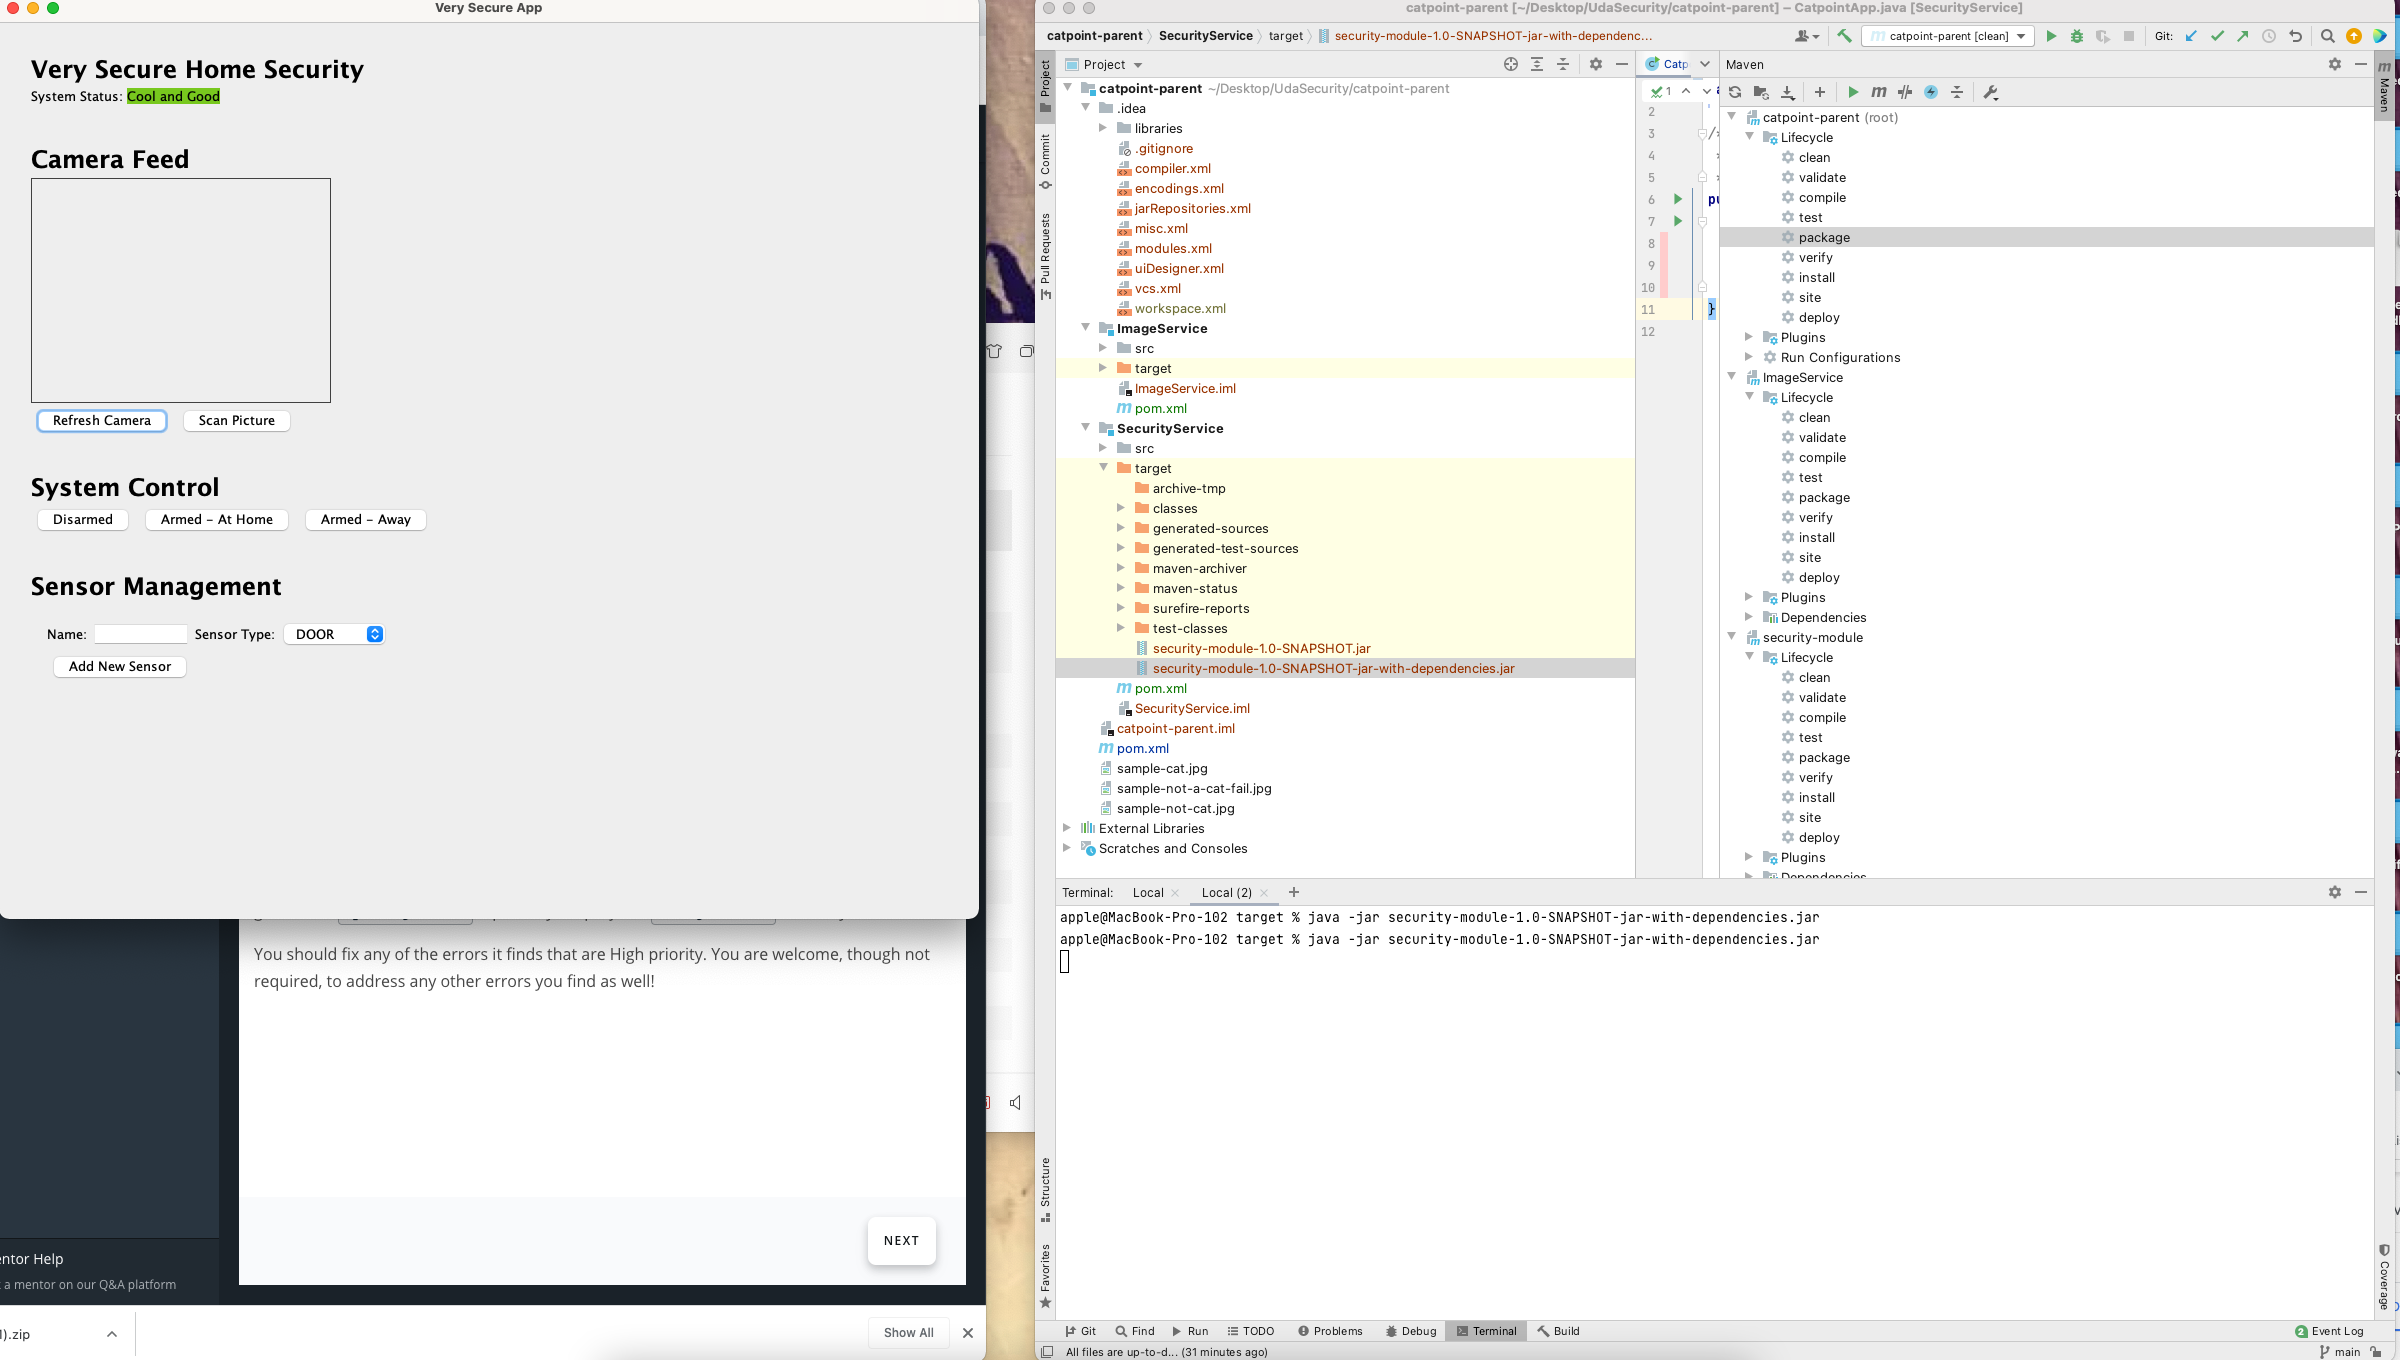 Very Secure App
Very Secure Home Security
System Status: Cool and Good
Camera Feed
Refresh Camera
Scan Picture
System Control
Disarmed
Armed - At Home
Armed - Away
Sensor Management
Name:
Sensor Type:
DOOR
Add New Sensor
You should fix any of the errors it finds that are High priority. You are welcome, though not
required, to address any other errors you find as well!
NEXT
entor Help
a mentor on our Q&A platform
).zip
Show All
catpoint-parent [~/Desktop/UdaSecurity/catpoint-parent] – CatpointApp.java [SecurityService]
catpoint-parent
SecurityService
target
security-module-1.0-SNAPSHOT-jar-with-dependenc...
catpoint-parent [clean]
Git:
Project
Commit
Pull Requests
Structure
Favorites
Project
catpoint-parent ~/Desktop/UdaSecurity/catpoint-parent
.idea
libraries
.gitignore
compiler.xml
encodings.xml
jarRepositories.xml
misc.xml
modules.xml
uiDesigner.xml
vcs.xml
workspace.xml
ImageService
src
target
ImageService.iml
pom.xml
SecurityService
src
target
archive-tmp
classes
generated-sources
generated-test-sources
maven-archiver
maven-status
surefire-reports
test-classes
security-module-1.0-SNAPSHOT.jar
security-module-1.0-SNAPSHOT-jar-with-dependencies.jar
pom.xml
SecurityService.iml
catpoint-parent.iml
pom.xml
sample-cat.jpg
sample-not-a-cat-fail.jpg
sample-not-cat.jpg
External Libraries
Scratches and Consoles
Catp
1
2
3
4
5
6
7
8
9
10
11
12
pu
}
Maven
catpoint-parent (root)
Lifecycle
clean
validate
compile
test
package
verify
install
site
deploy
Plugins
Run Configurations
ImageService
Lifecycle
clean
validate
compile
test
package
verify
install
site
deploy
Plugins
Dependencies
security-module
Lifecycle
clean
validate
compile
test
package
verify
install
site
deploy
Plugins
Dependencies
Maven
Coverage
Terminal:
Local
Local (2)
apple@MacBook-Pro-102 target % java -jar security-module-1.0-SNAPSHOT-jar-with-dependencies.jar
apple@MacBook-Pro-102 target % java -jar security-module-1.0-SNAPSHOT-jar-with-dependencies.jar
Git
Find
Run
TODO
Problems
Debug
Terminal
Build
2 Event Log
All files are up-to-d... (31 minutes ago)
main